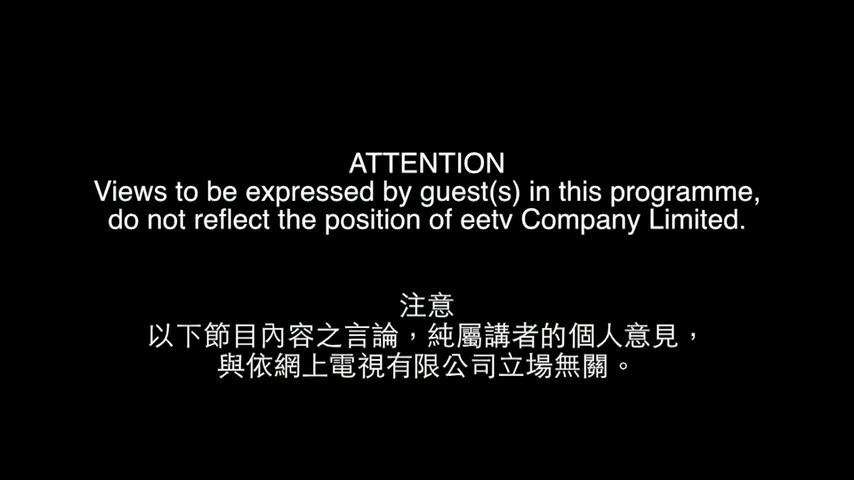 ATTENTION
Views to be expressed by guest(s) in this programme,
do not reflect the position of eetv Company Limited.
注意
以下節目內容之言論，純屬講者的個人意見，
與依網上電視有限公司立場無關。